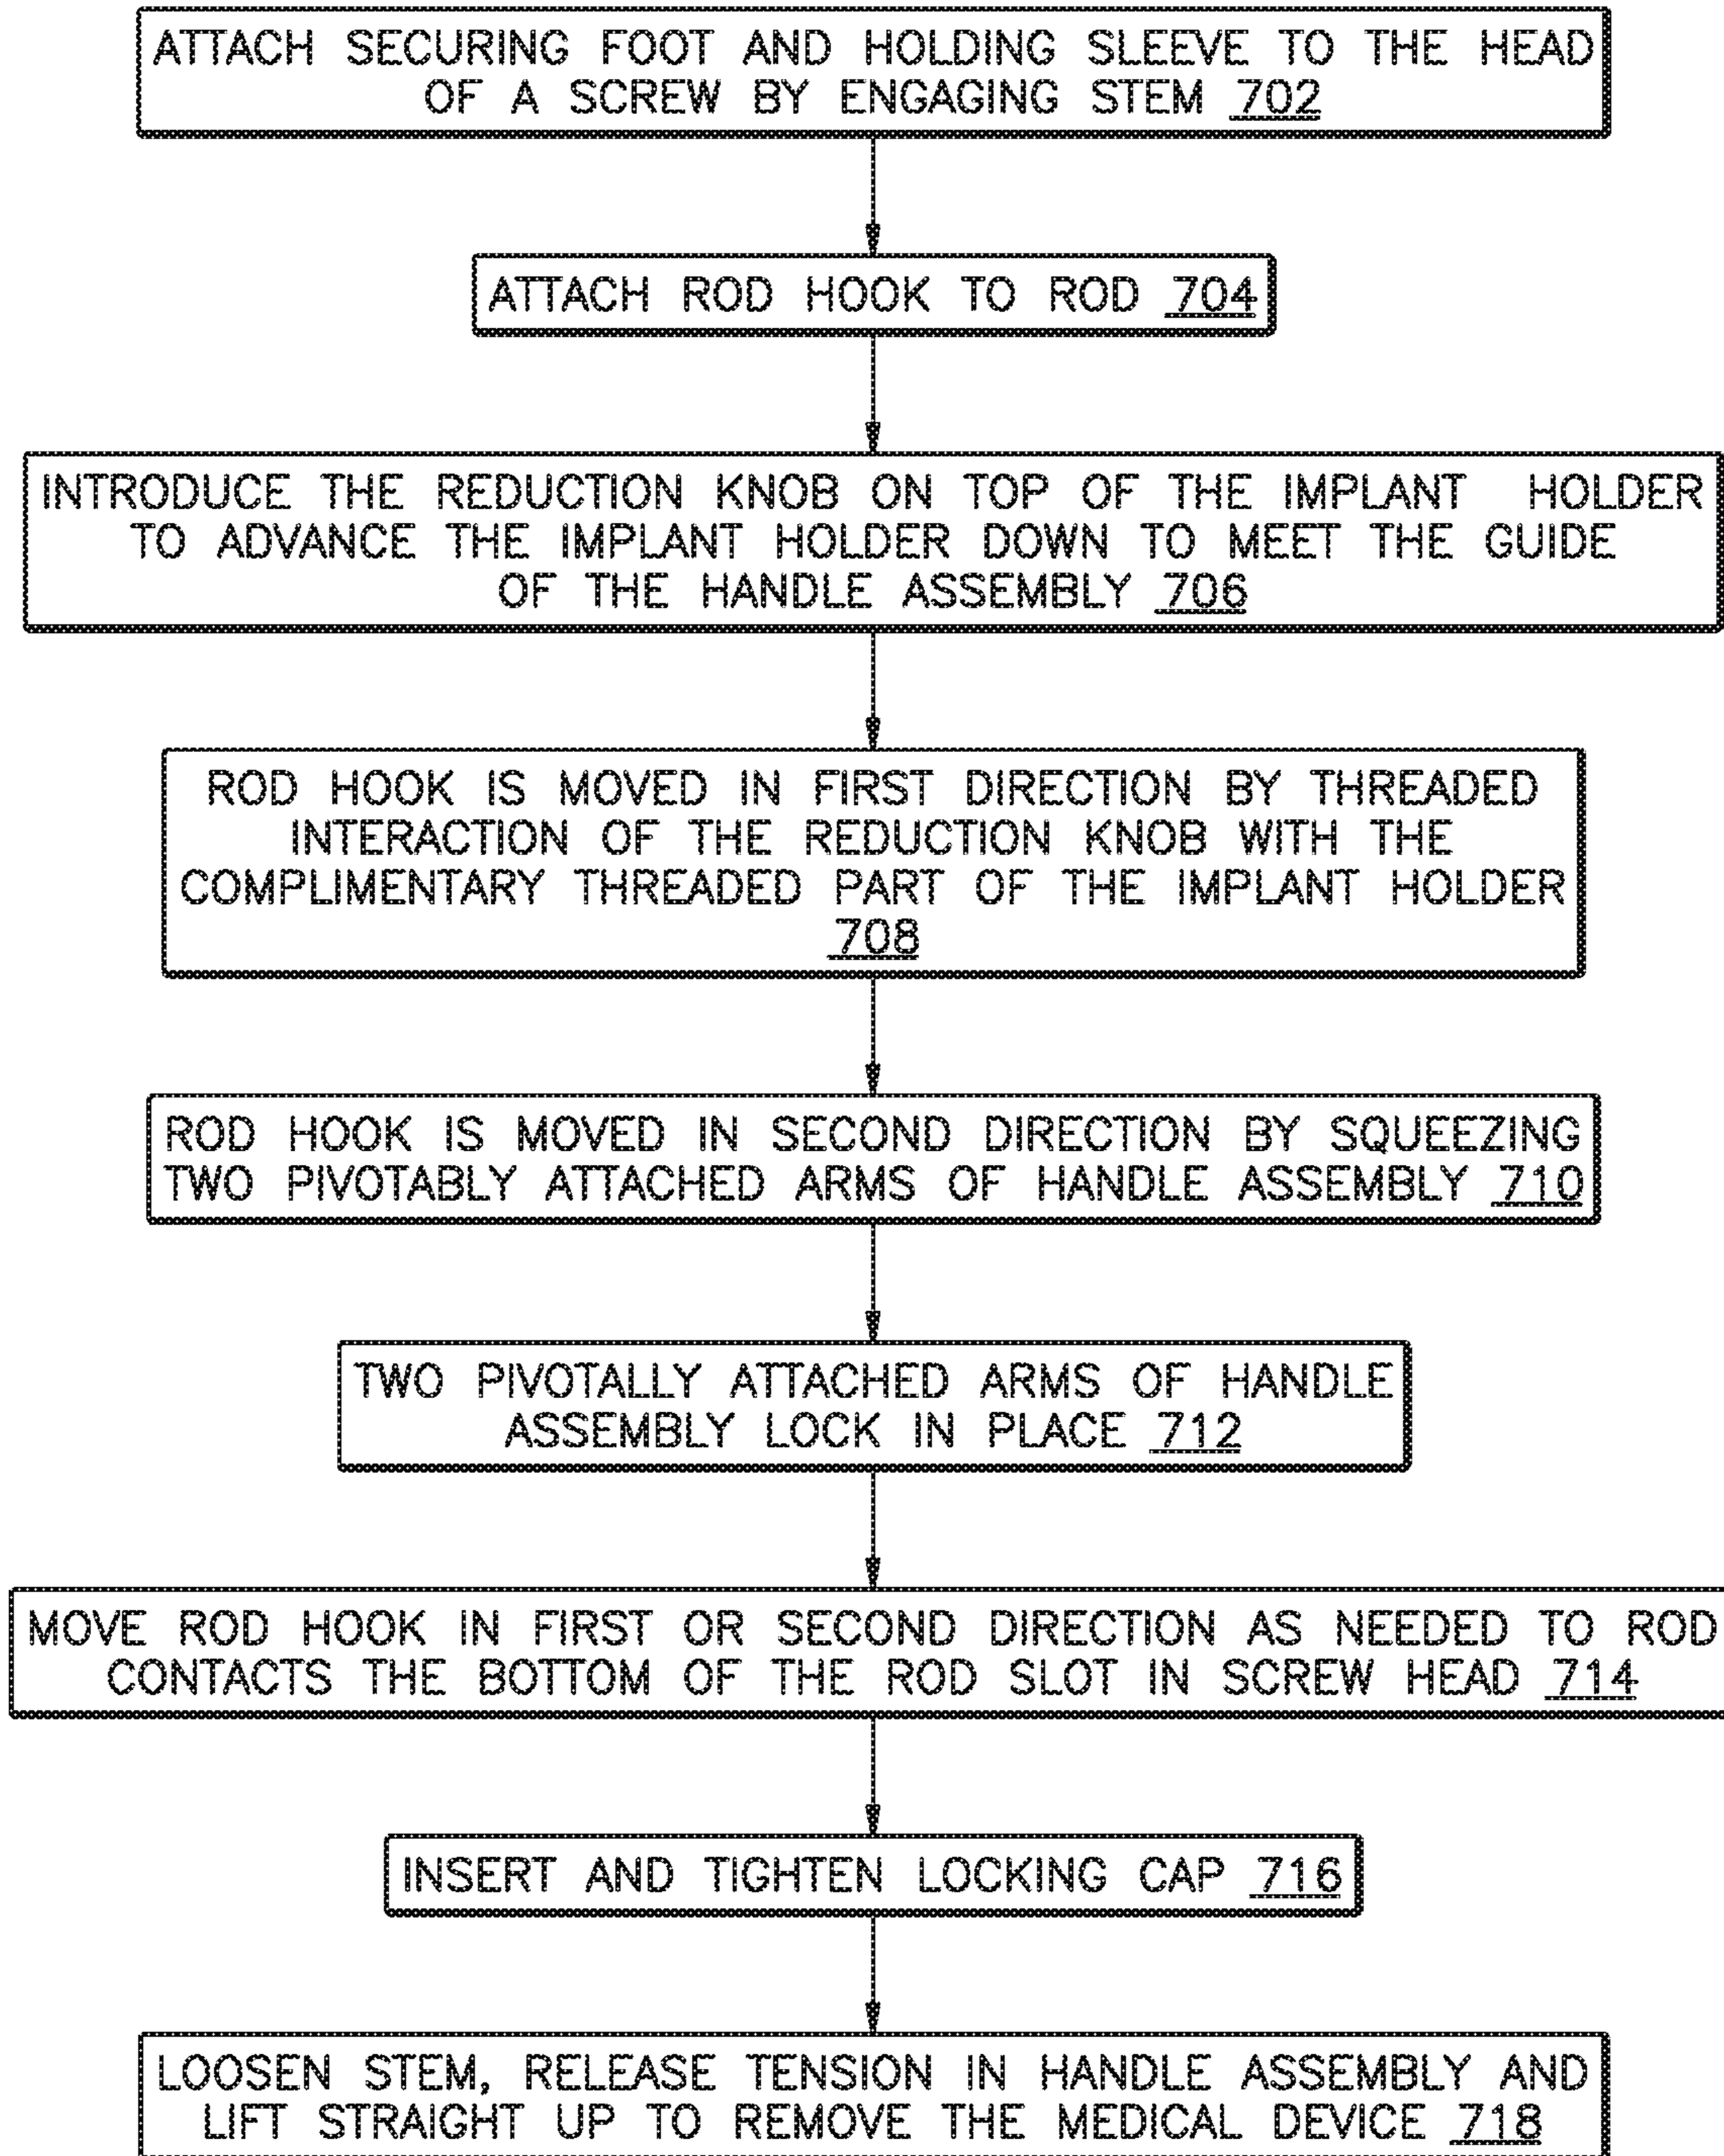 ATTACH SECURING FOOT AND HOLDING SLEEVE TO THE HEAD
OF A SCREW BY ENGAGING STEM 702
ATTACH ROD HOOK TO ROD 704
INTRODUCE THE REDUCTION KNOB ON TOP OF THE IMPLANT HOLDER
TO ADVANCE THE IMPLANT HOLDER DOWN TO MEET THE GUIDE
OF THE HANDLE ASSEMBLY 706
ROD HOOK IS MOVED IN FIRST DIRECTION BY THREADED
INTERACTION OF THE REDUCTION KNOB WITH THE
COMPLIMENTARY THREADED PART OF THE IMPLANT HOLDER
708
ROD HOOK IS MOVED IN SECOND DIRECTION BY SQUEEZING
TWO PIVOTABLY ATTACHED ARMS OF HANDLE ASSEMBLY 710
TWO PIVOTALLY ATTACHED ARMS OF HANDLE
ASSEMBLY LOCK IN PLACE 712
MOVE ROD HOOK IN FIRST OR SECOND DIRECTION AS NEEDED TO ROD
CONTACTS THE BOTTOM OF THE ROD SLOT IN SCREW HEAD 714
INSERT AND TIGHTEN LOCKING CAP 716
LOOSEN STEM, RELEASE TENSION IN HANDLE ASSEMBLY AND
LIFT STRAIGHT UP TO REMOVE THE MEDICAL DEVICE 718